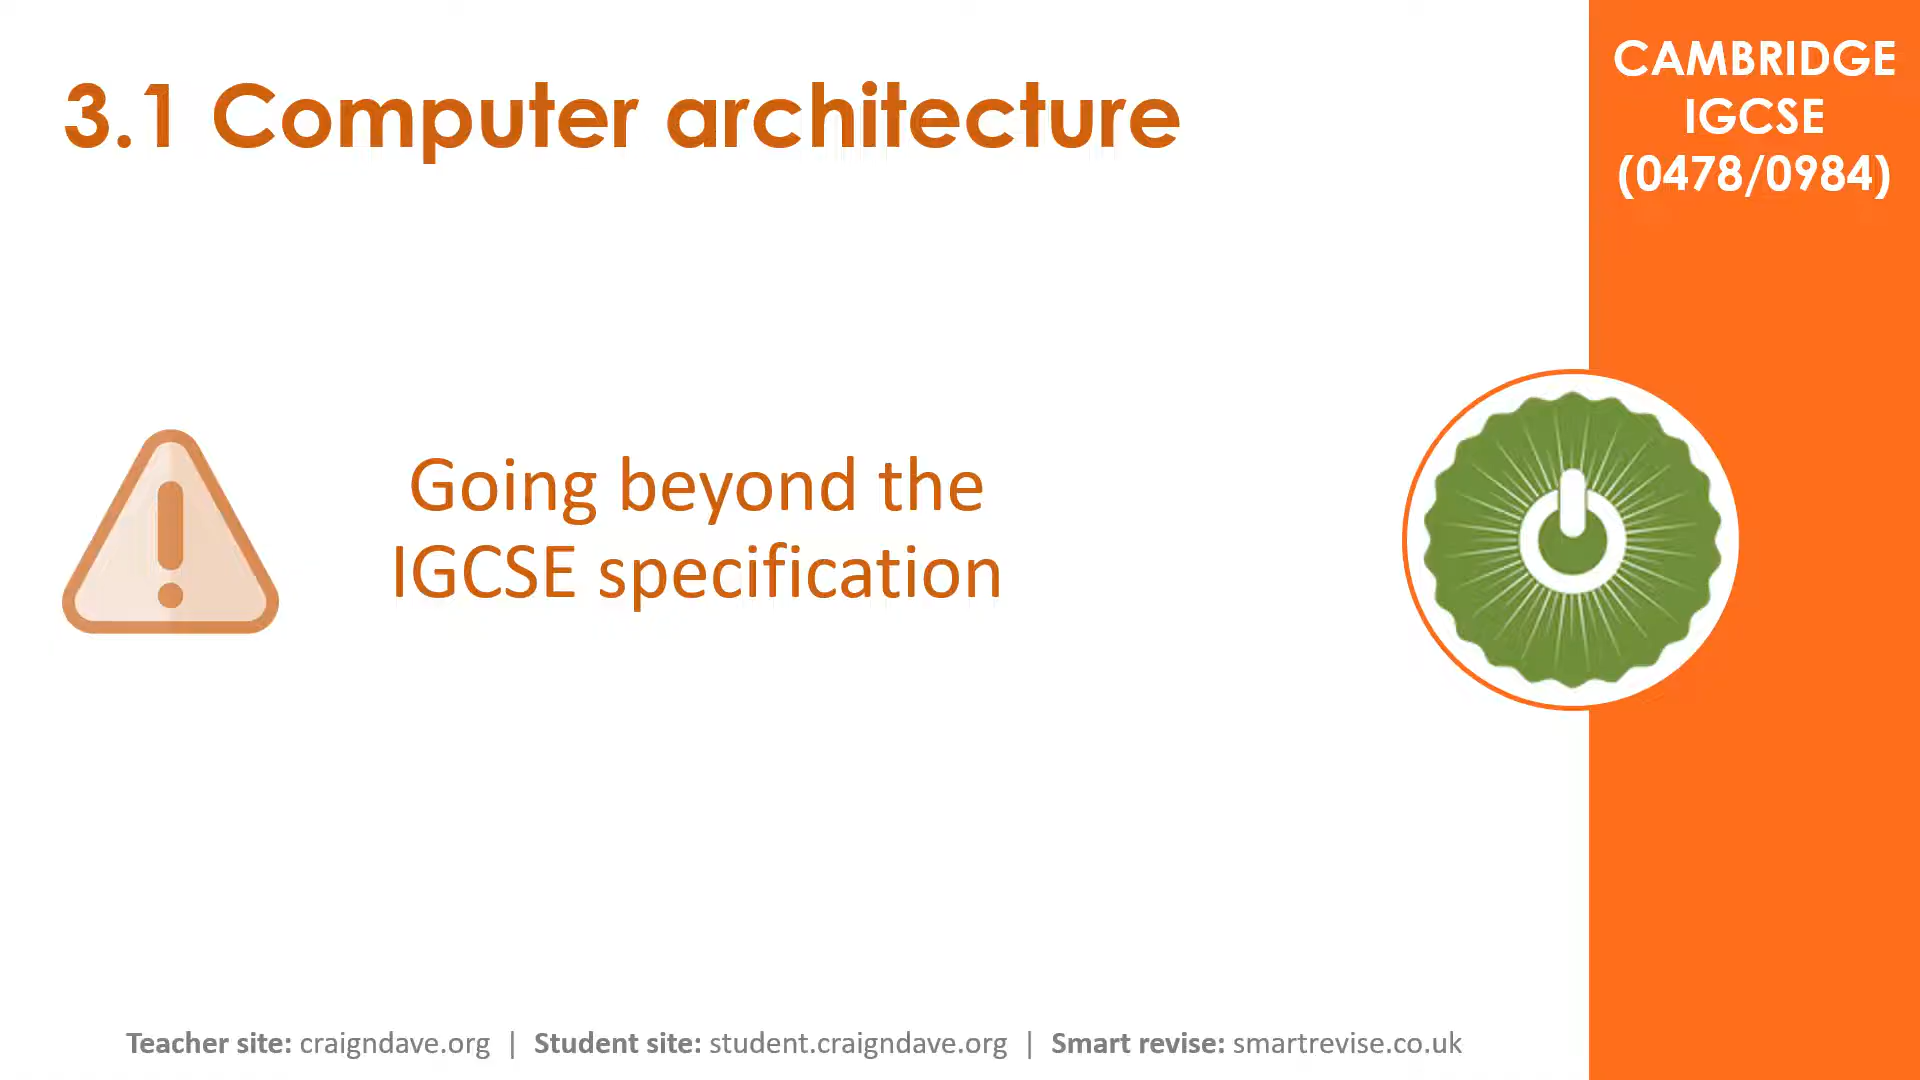 3.1 Computer architecture
CAMBRIDGE
IGCSE
(0478/0984)
Going beyond the
IGCSE specification
Teacher site: craigndave.org | Student site: student.craigndave.org | Smart revise: smartrevise.co.uk